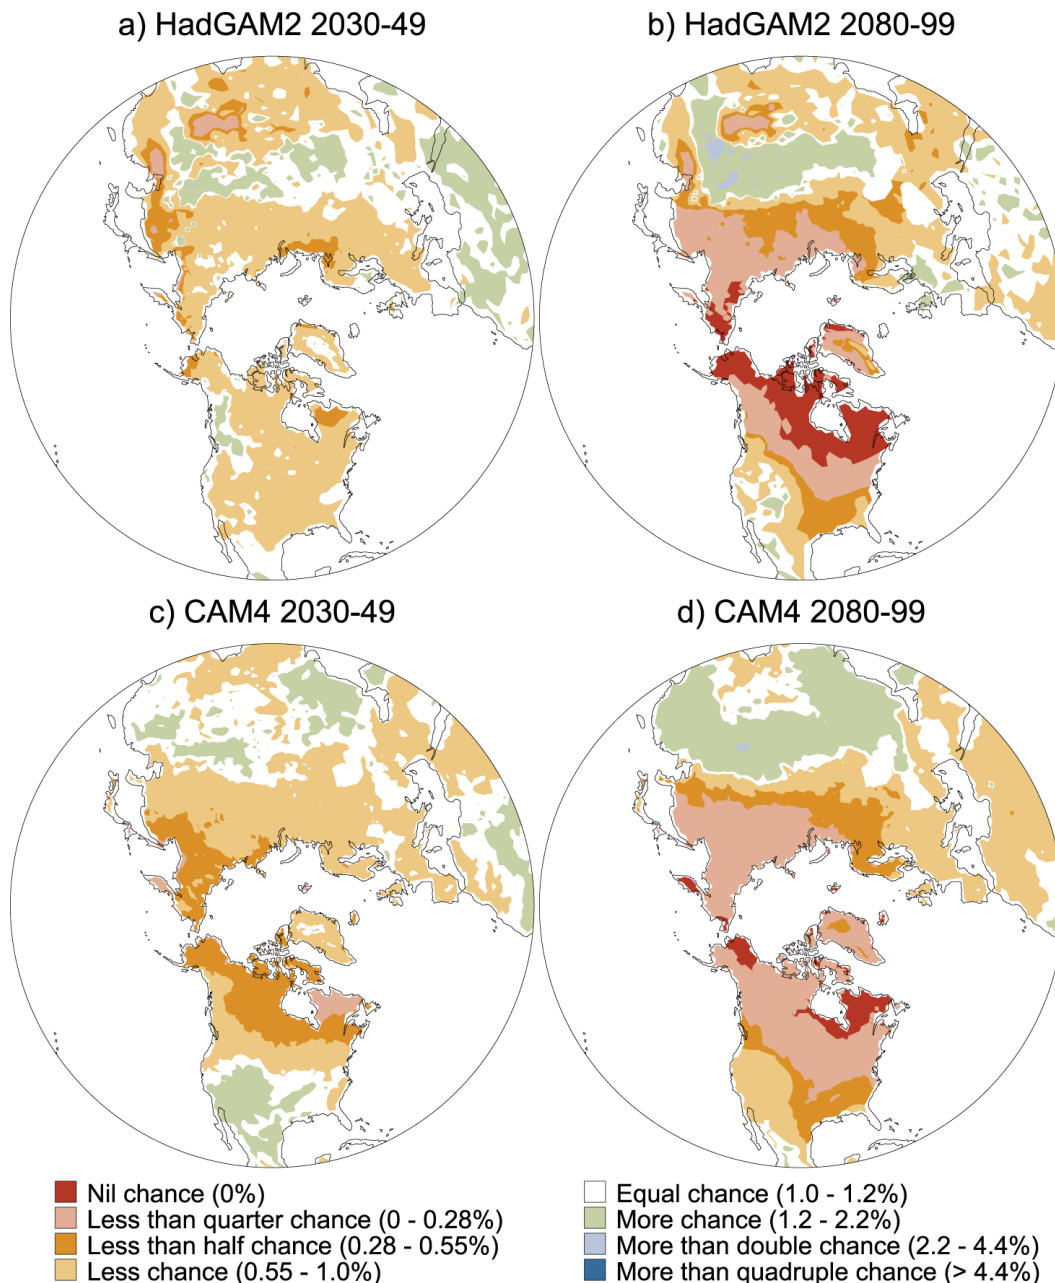 a) HadGAM2 2030-49
b) HadGAM2 2080-99
c) CAM4 2030-49
d) CAM4 2080-99
Nil chance (0%)
Less than quarter chance (0 - 0.28%)
Less than half chance (0.28 - 0.55%)
Less chance (0.55 - 1.0%)
Equal chance (1.0 - 1.2%)
More chance (1.2 - 2.2%)
More than double chance (2.2 - 4.4%)
More than quadruple chance (> 4.4%)